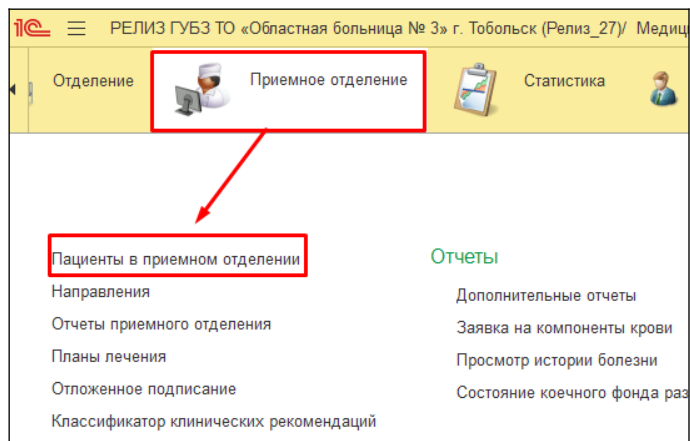 1С РЕЛИЗ ГУБЗ ТО «Областная больница № 3» г. Тобольск (Релиз_27)/ Медиц
Отделение
Приемное отделение
Статистика
Пациенты в приемном отделении
Направления
Отчеты приемного отделения
Планы лечения
Отложенное подписание
Классификатор клинических рекомендаций
Отчеты
Дополнительные отчеты
Заявка на компоненты крови
Просмотр истории болезни
Состояние коечного фонда раз